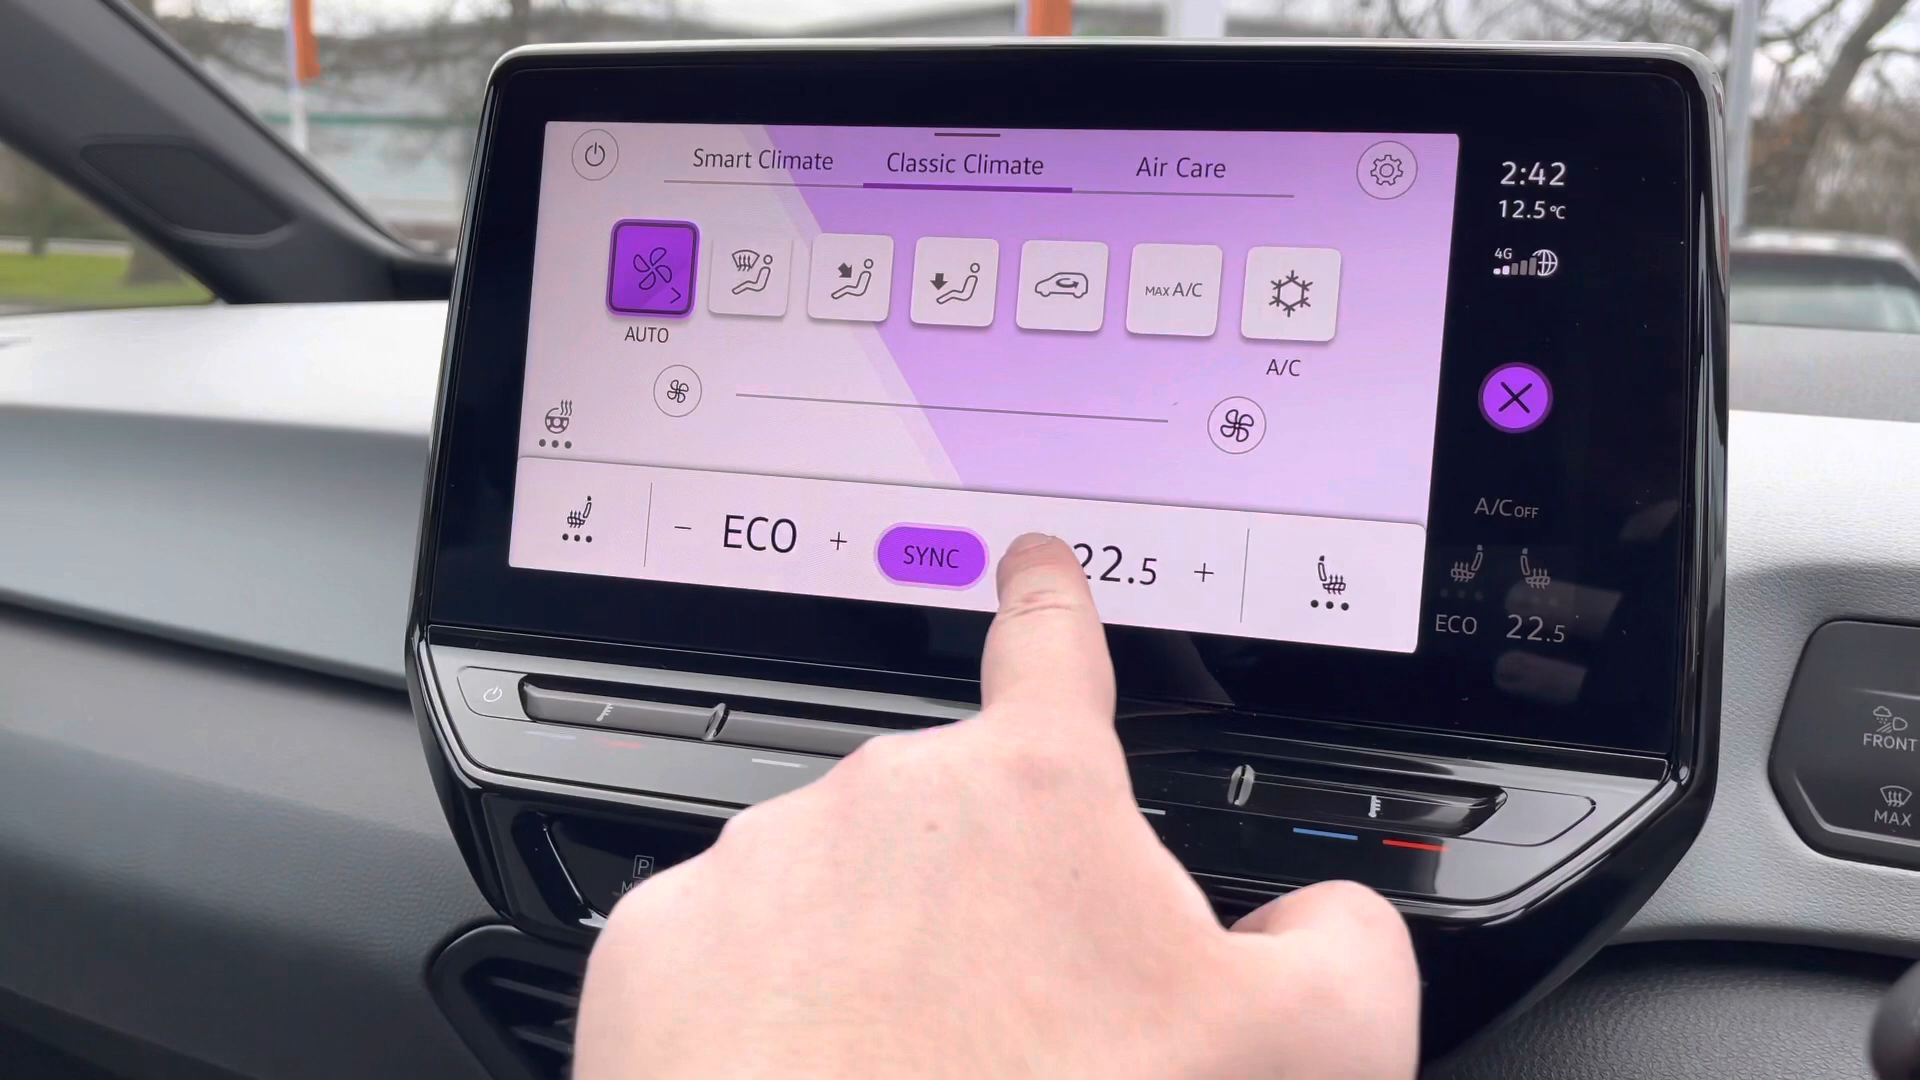 Smart Climate Classic Climate Air Care
MAX A/C
AUTO
A/C
ECO SYNC 22.5
2:42
12.5°C
4G
A/C OFF
ECO 22.5
P
FRONT
MAX